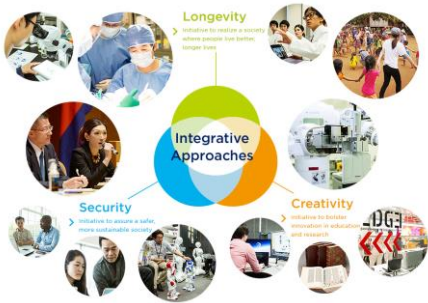 Longevity
Initiative to realize a society
where people live better,
longer lives
Integrative
Approaches
Security
Initiative to assure a safer,
more sustainable society
Creativity
Initiative to bolster
innovation in education
and research